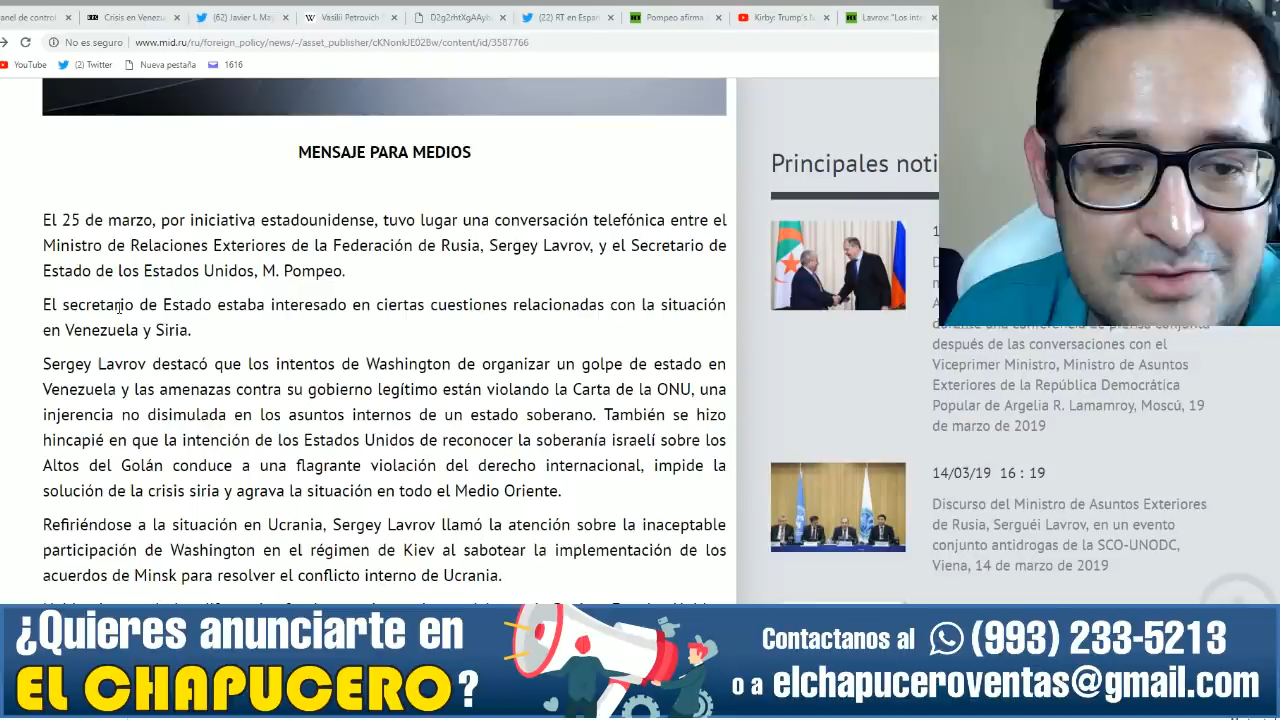 anel de control
Crisis en Venezu
(62) Javier I. May
Vasilii Petrovich
D2g2rhtXgAAyh
(22) RT en Espan
Pompeo afirma
Kirby: Trump's
Lavrov: "Los inte
No es seguro
www.mid.ru/ru/foreign_policy/news/-/asset_publisher/cKNonkJE02Bw/content/id/3587766
YouTube
(2) Twitter
Nueva pestaña
1616
MENSAJE PARA MEDIOS
El 25 de marzo, por iniciativa estadounidense, tuvo lugar una conversación telefónica entre el
Ministro de Relaciones Exteriores de la Federación de Rusia, Sergey Lavrov, y el Secretario de
Estado de los Estados Unidos, M. Pompeo.
El secretario de Estado estaba interesado en ciertas cuestiones relacionadas con la situación
en Venezuela y Siria.
Sergey Lavrov destacó que los intentos de Washington de organizar un golpe de estado en
Venezuela y las amenazas contra su gobierno legítimo están violando la Carta de la ONU, una
injerencia no disimulada en los asuntos internos de un estado soberano. También se hizo
hincapié en que la intención de los Estados Unidos de reconocer la soberanía israelí sobre los
Altos del Golán conduce a una flagrante violación del derecho internacional, impide la
solución de la crisis siria y agrava la situación en todo el Medio Oriente.
Refiriéndose a la situación en Ucrania, Sergey Lavrov llamó la atención sobre la inaceptable
participación de Washington en el régimen de Kiev al sabotear la implementación de los
acuerdos de Minsk para resolver el conflicto interno de Ucrania.
Principales noti
durante una conferencia de prensa conjunta
después de las conversaciones con el
Viceprimer Ministro, Ministro de Asuntos
Exteriores de la República Democrática
Popular de Argelia R. Lamamroy, Moscú, 19
de marzo de 2019
14/03/19 16 : 19
Discurso del Ministro de Asuntos Exteriores
de Rusia, Serguéi Lavrov, en un evento
conjunto antidrogas de la SCO-UNODC,
Viena, 14 de marzo de 2019
¿Quieres anunciarte en
EL CHAPUCERO?
Contactanos al (993) 233-5213
o a elchapuceroventas@gmail.com